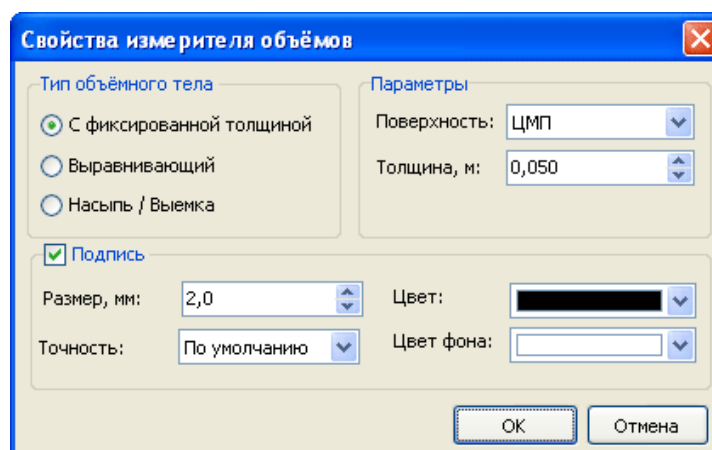 Свойства измерителя объёмов
Тип объёмного тела
С фиксированной толщиной
Выравнивающий
Насыпь / Выемка
Параметры
Поверхность: ЦМП
Толщина, м: 0,050
Подпись
Размер, мм: 2,0
Цвет:
Точность: По умолчанию
Цвет фона:
OK
Отмена